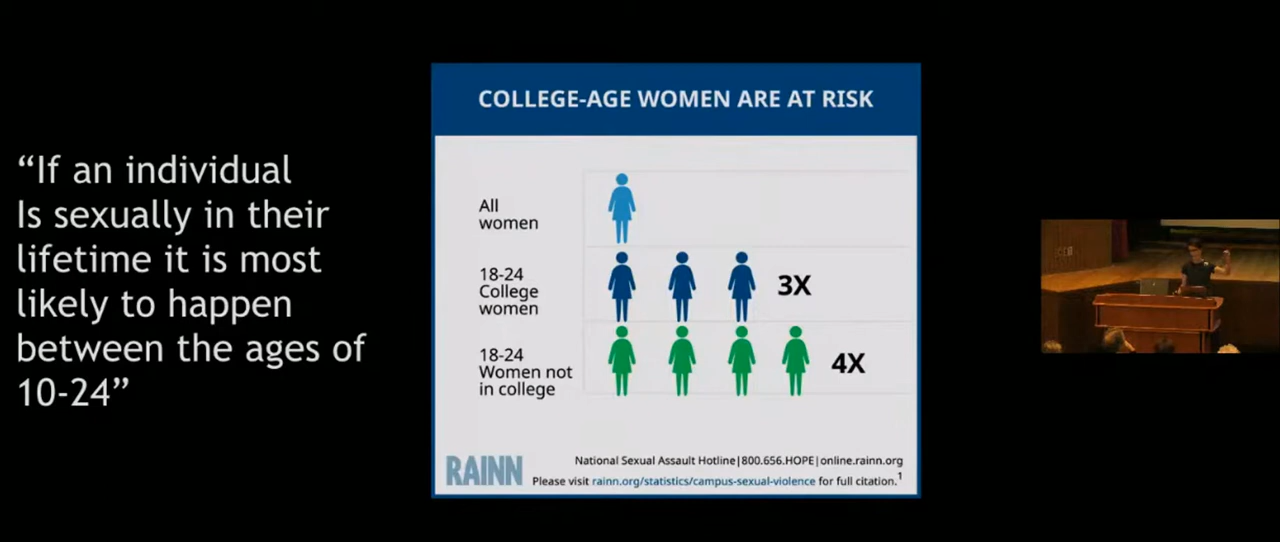 “If an individual
Is sexually in their
lifetime it is most
likely to happen
between the ages of
10-24”
COLLEGE-AGE WOMEN ARE AT RISK
All
women
18-24
College
women
3X
18-24
Women not
in college
4X
RAINN
National Sexual Assault Hotline|800.656.HOPE|online.rainn.org
Please visit rainn.org/statistics/campus-sexual-violence for full citation.1